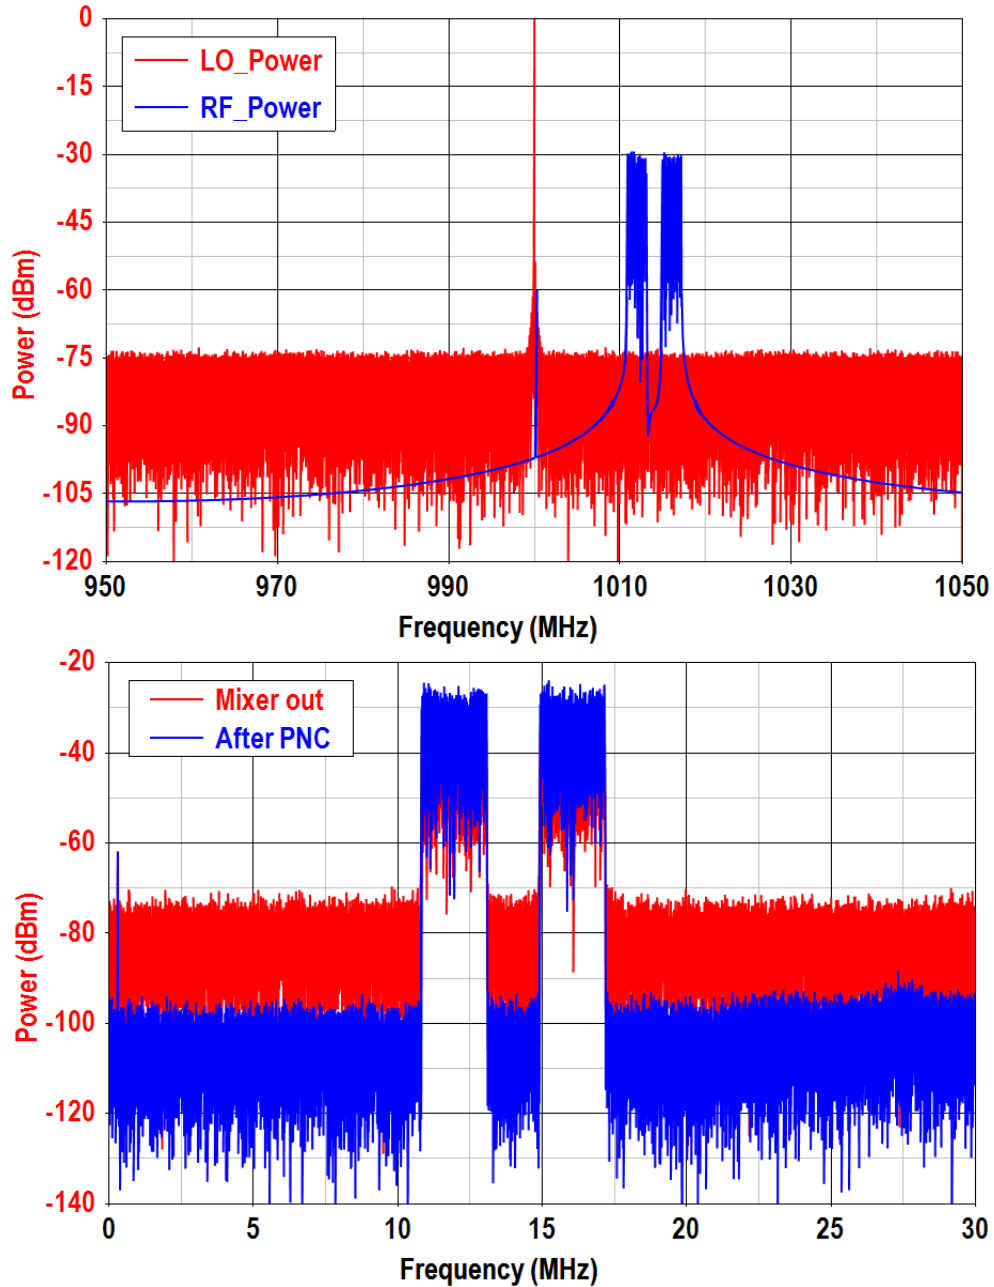 0
LO_Power
RF_Power
-15
-30
-45
-60
-75
-90
-105
-120
Power (dBm)
950 970 990 1010 1030 1050
Frequency (MHz)
-20
Mixer out
After PNC
-40
-60
-80
-100
-120
-140
Power (dBm)
0 5 10 15 20 25 30
Frequency (MHz)